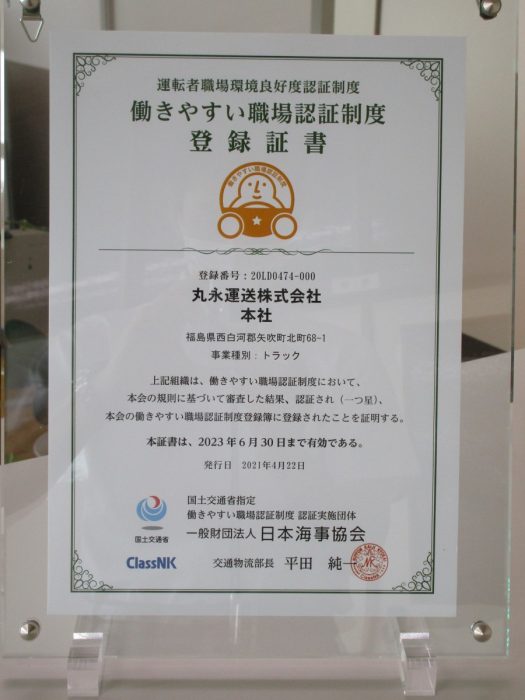 運転者職場環境良好度認証制度
働きやすい職場認証制度
登録証書
働きやすい職場認証制度
登録番号：20LD0474-000
丸永運送株式会社
本社
福島県西白河郡矢吹町北町68-1
事業種別：トラック
上記組織は、働きやすい職場認証制度において、
本会の規則に基づいて審査した結果、認証され（一つ星）、
本会の働きやすい職場認証制度登録簿に登録されたことを証明する。
本証書は、2023年6月30日まで有効である。
発行日　2021年4月22日
国土交通省
国土交通省指定
働きやすい職場認証制度 認証実施団体
一般財団法人 日本海事協会
ClassNK
交通物流部長　平田　純一